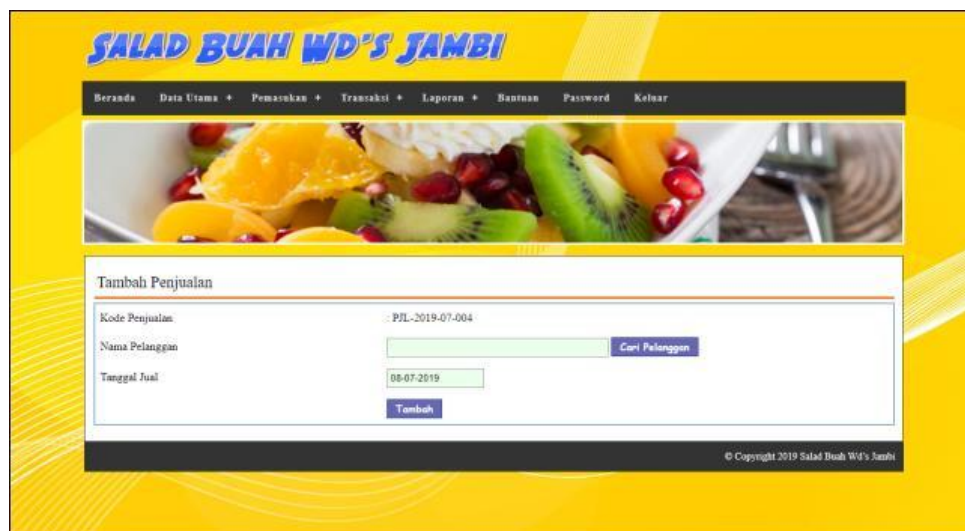 SALAD BUAH WD'S JAMBI
Beranda Data Utama + Pemasukan + Transaksi + Laporan + Bantuan Password Keluar
Tambah Penjualan
Kode Penjualan : PJL-2019-07-004
Nama Pelanggan Cari Pelanggan
Tanggal Jual 08-07-2019
Tambah
© Copyright 2019 Salad Buah Wd's Jambi